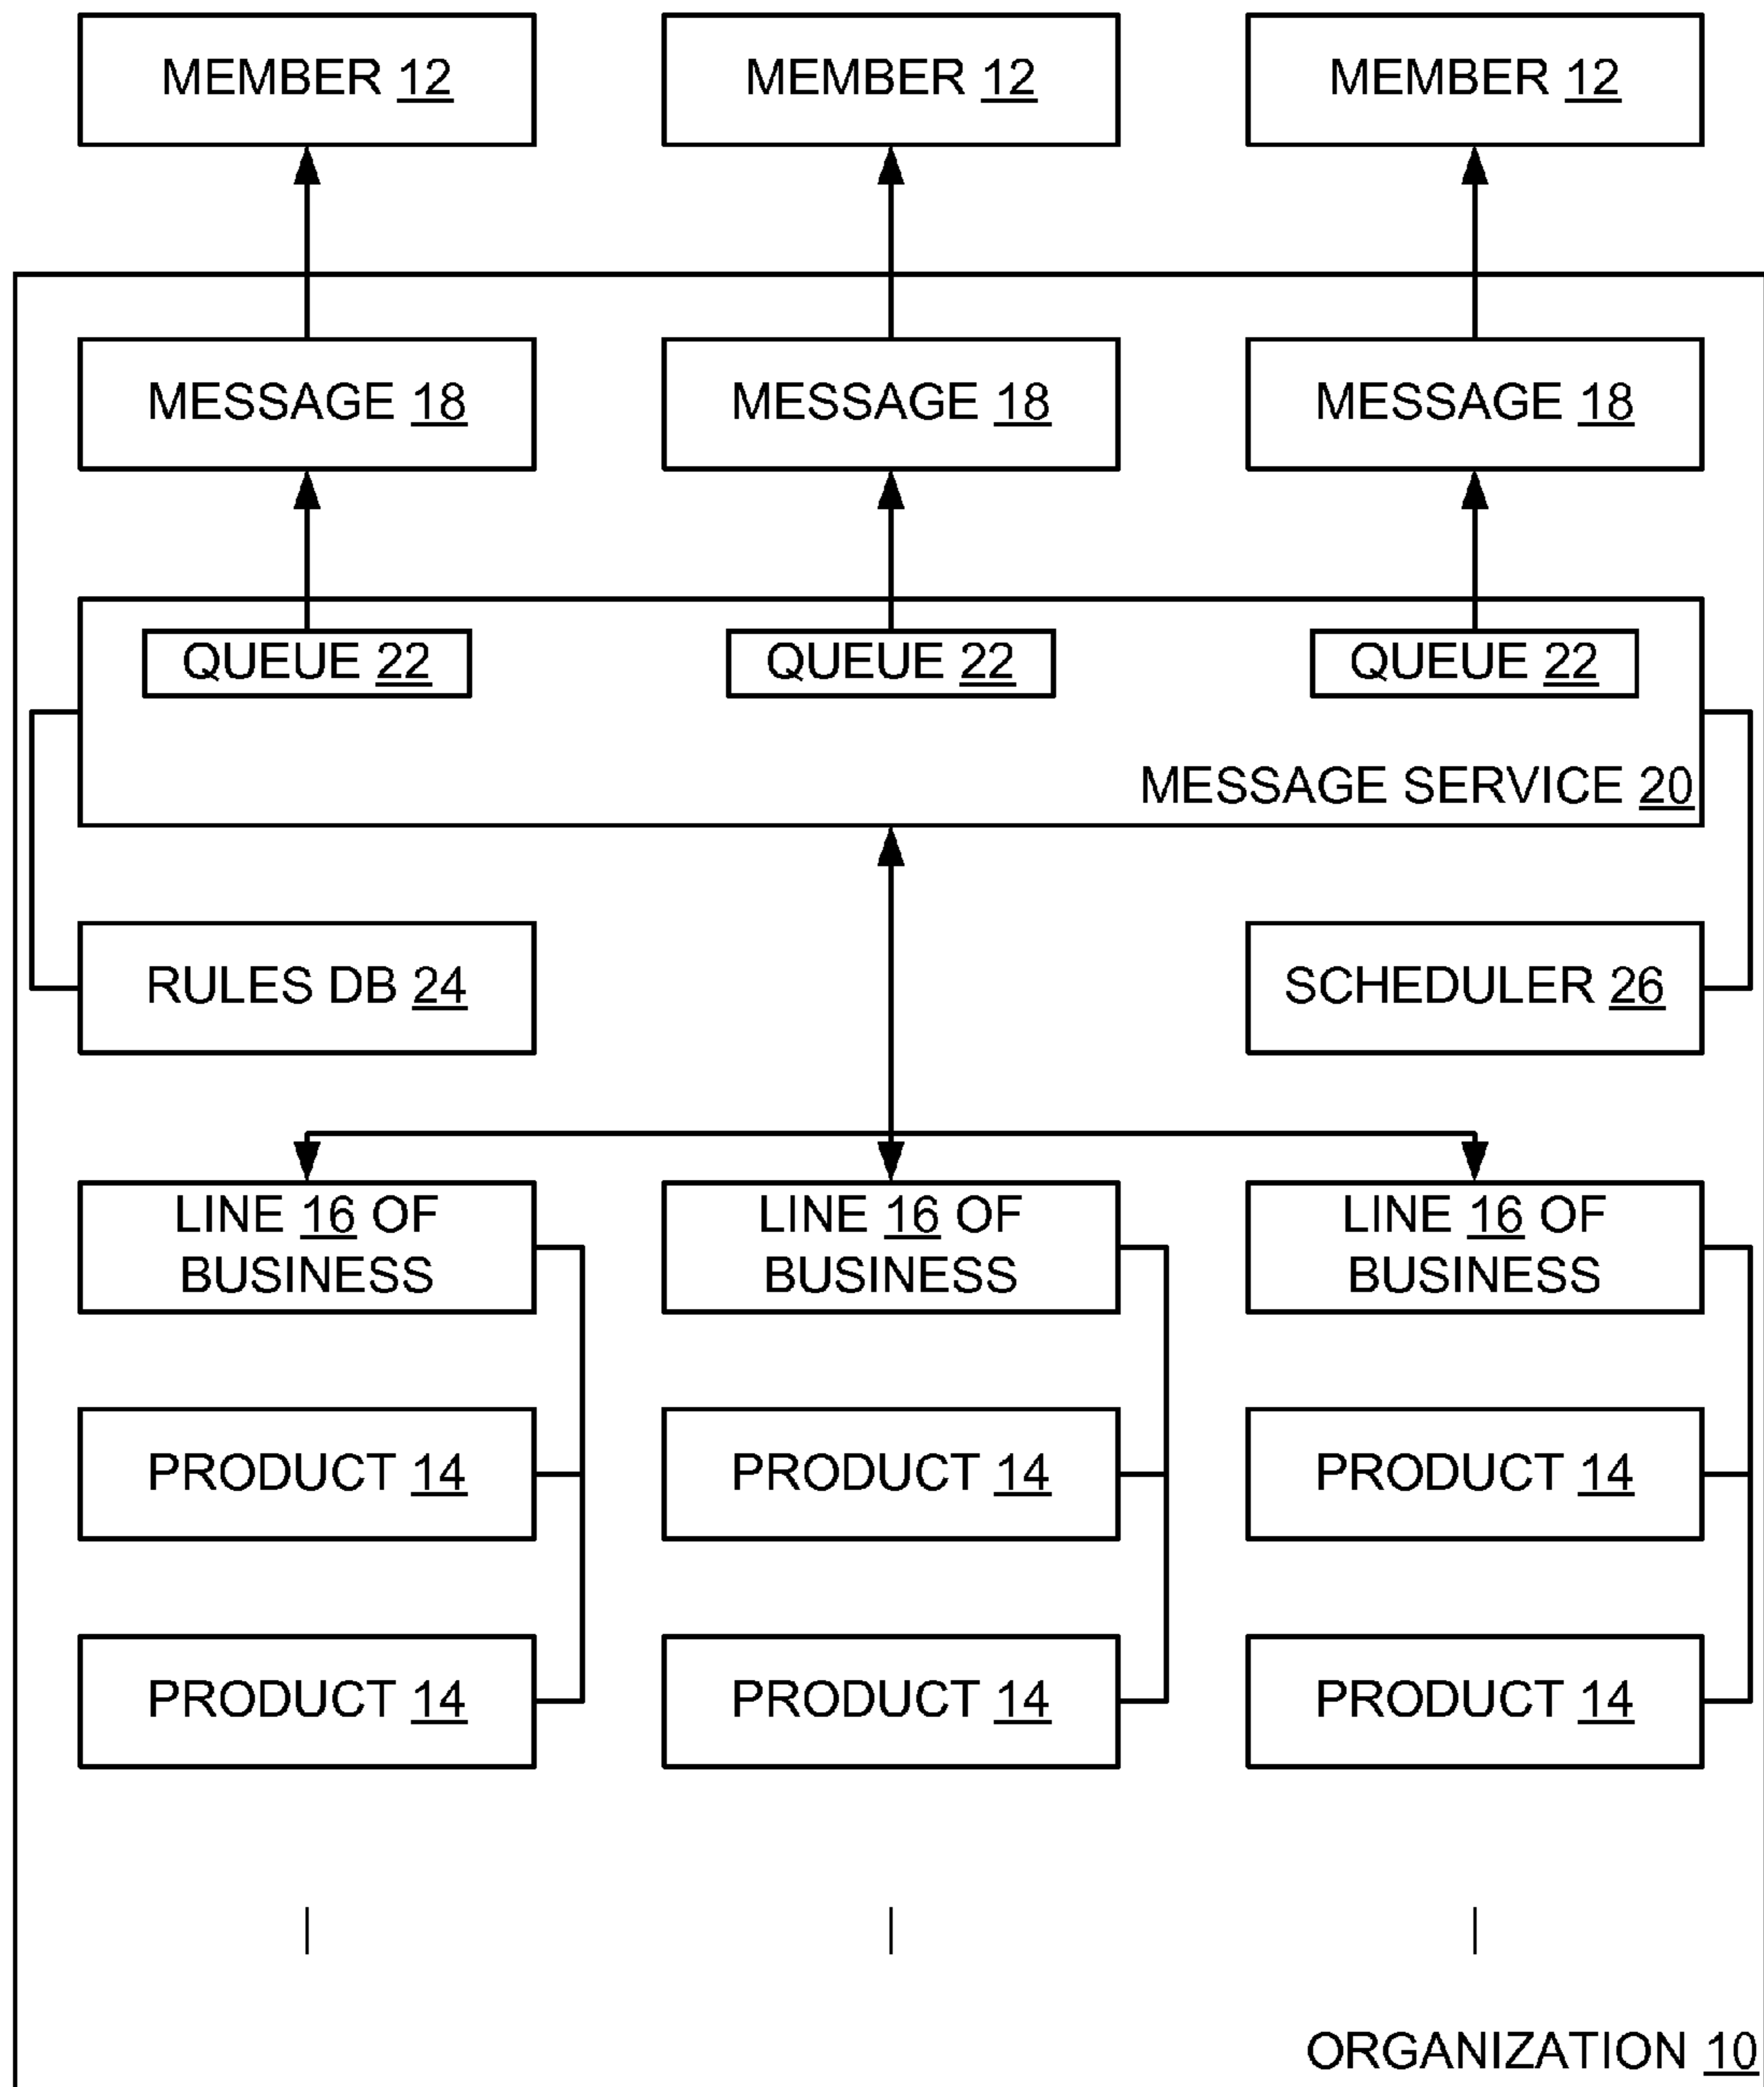 MEMBER 12
MEMBER 12
MEMBER 12
MESSAGE 18
MESSAGE 18
MESSAGE 18
QUEUE 22
QUEUE 22
QUEUE 22
MESSAGE SERVICE 20
RULES DB 24
SCHEDULER 26
LINE 16 OF
BUSINESS
LINE 16 OF
BUSINESS
LINE 16 OF
BUSINESS
PRODUCT 14
PRODUCT 14
PRODUCT 14
PRODUCT 14
PRODUCT 14
PRODUCT 14
ORGANIZATION 10